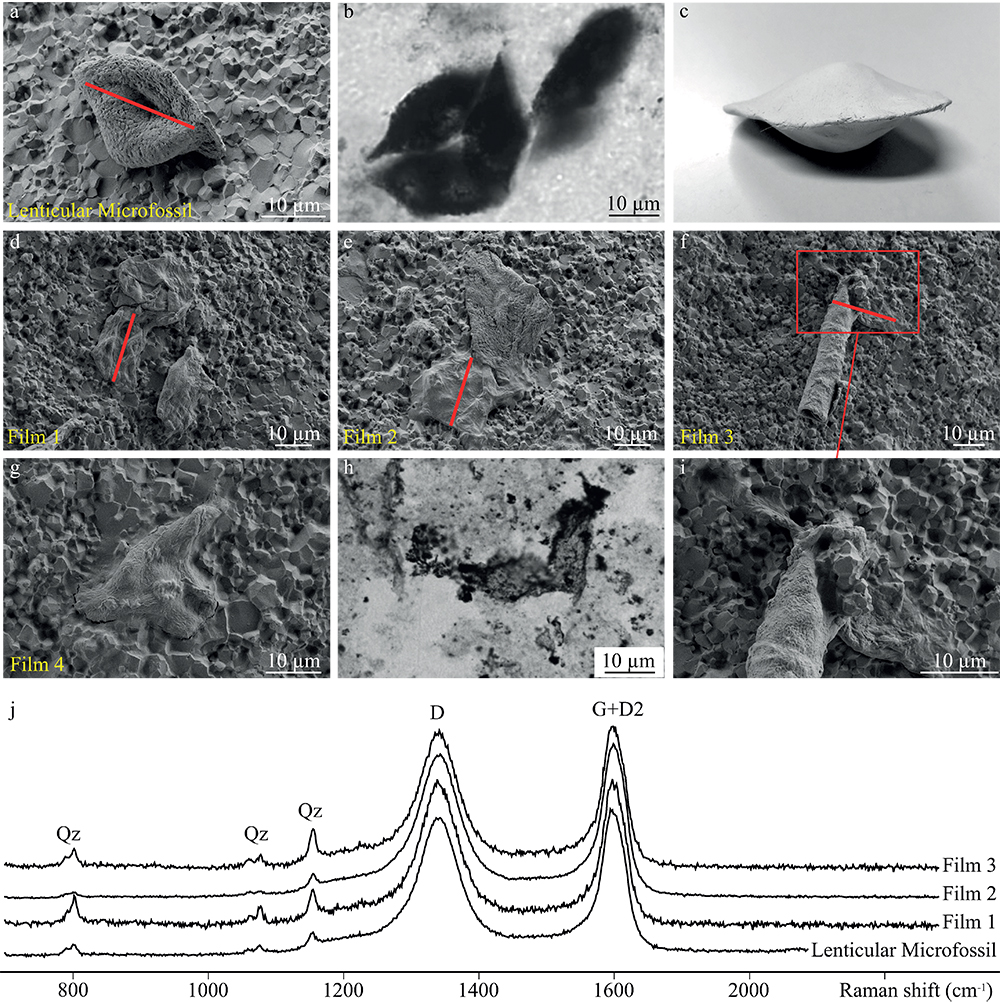 a
b
c
Lenticular Microfossil
10 µm
10 µm
d
e
f
Film 1
10 µm
Film 2
10 µm
Film 3
10 µm
g
h
i
Film 4
10 µm
10 µm
10 µm
j
D
G+D2
Qz
Qz
Qz
Film 3
Film 2
Film 1
Lenticular Microfossil
800
1000
1200
1400
1600
2000
Raman shift (cm-1)